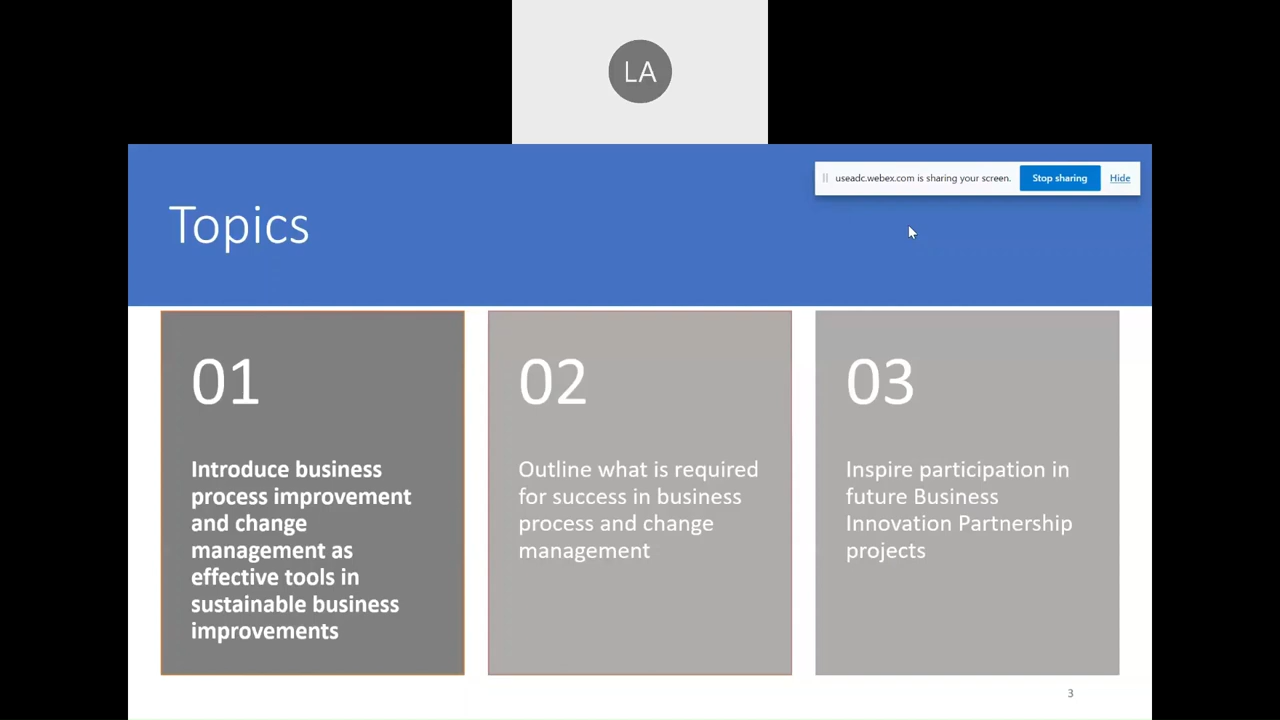 LA
useadc.webex.com is sharing your screen.
Stop sharing
Hide
Topics
01
Introduce business
process improvement
and change
management as
effective tools in
sustainable business
improvements
02
Outline what is required
for success in business
process and change
management
03
Inspire participation in
future Business
Innovation Partnership
projects
3